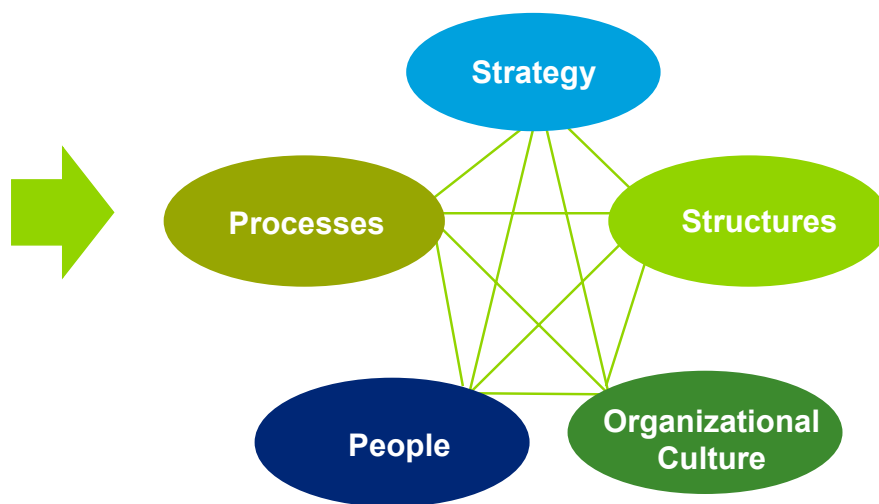 Strategy
Processes
Structures
People
Organizational
Culture